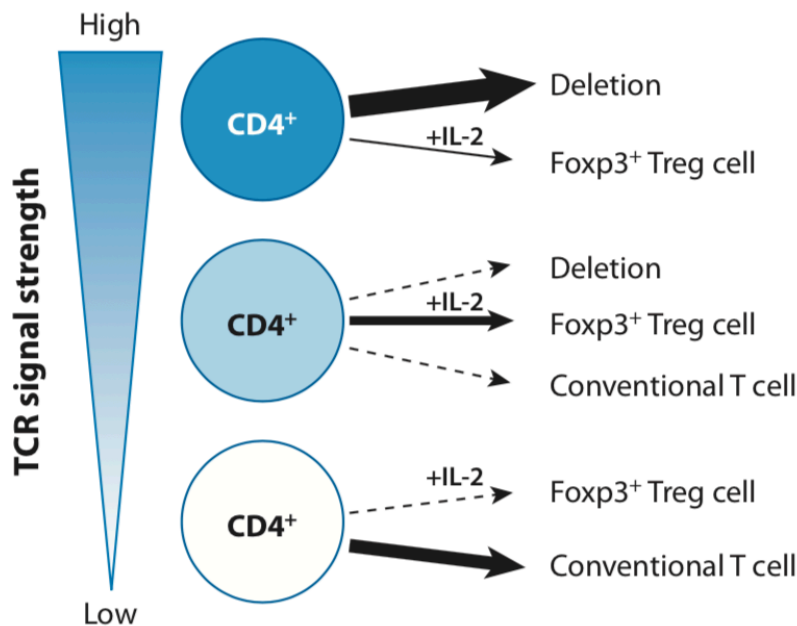 High
TCR signal strength
Low
CD4⁺
Deletion
+IL-2
Foxp3⁺ Treg cell
CD4⁺
Deletion
+IL-2
Foxp3⁺ Treg cell
Conventional T cell
CD4⁺
+IL-2
Foxp3⁺ Treg cell
Conventional T cell